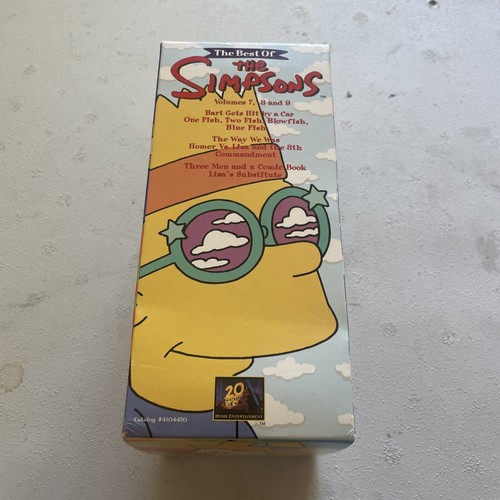 The Best Of
THE
SIMPSONS
TM
Volumes 7, 8 and 9
Bart Gets Hit by a Car
One Fish, Two Fish, Blowfish,
Blue Fish
The Way We Was
Homer Vs. Lisa and The 8th
Commandment
Three Men and a Comic Book
Lisa's Substitute
20
HOME ENTERTAINMENT
Catalog #4104450